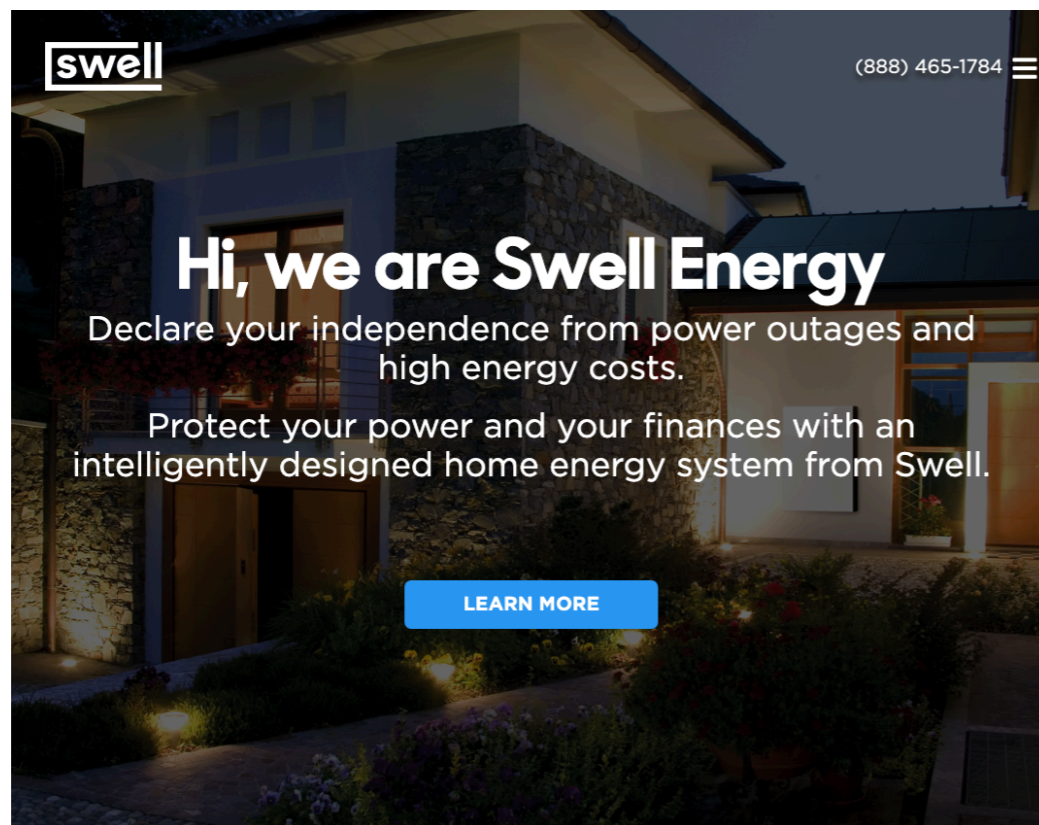 swell
(888) 465-1784
Hi, we are Swell Energy
Declare your independence from power outages and
high energy costs.
Protect your power and your finances with an
intelligently designed home energy system from Swell.
LEARN MORE